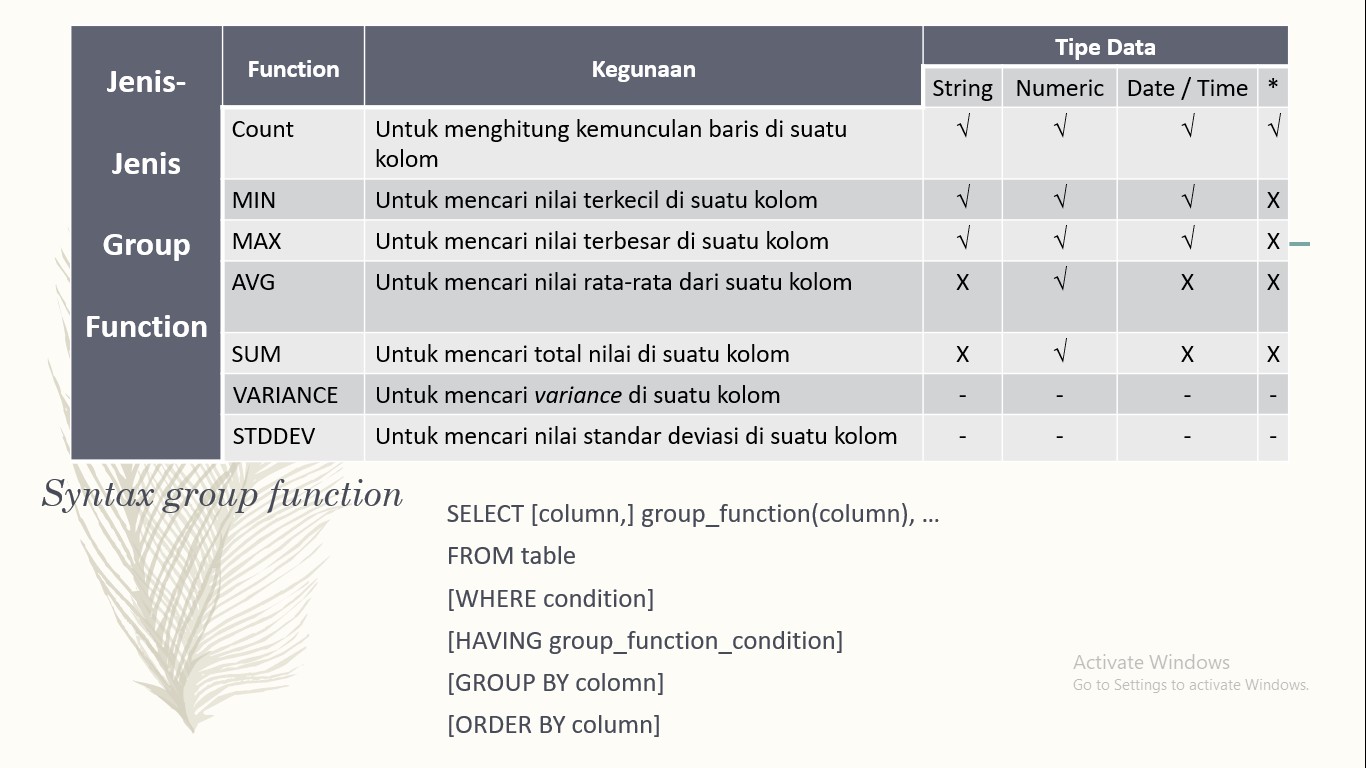 Jenis-
Jenis
Group
Function
Function Kegunaan Tipe Data
String Numeric Date / Time *
Count Untuk menghitung kemunculan baris di suatu √ √ √ √
kolom
MIN Untuk mencari nilai terkecil di suatu kolom √ √ √ X
MAX Untuk mencari nilai terbesar di suatu kolom √ √ √ X
AVG Untuk mencari nilai rata-rata dari suatu kolom X √ X X
SUM Untuk mencari total nilai di suatu kolom X √ X X
VARIANCE Untuk mencari variance di suatu kolom - - - -
STDDEV Untuk mencari nilai standar deviasi di suatu kolom - - - -
Syntax group function
SELECT [column,] group_function(column), ...
FROM table
[WHERE condition]
[HAVING group_function_condition]
[GROUP BY colomn]
[ORDER BY column]
Activate Windows
Go to Settings to activate Windows.